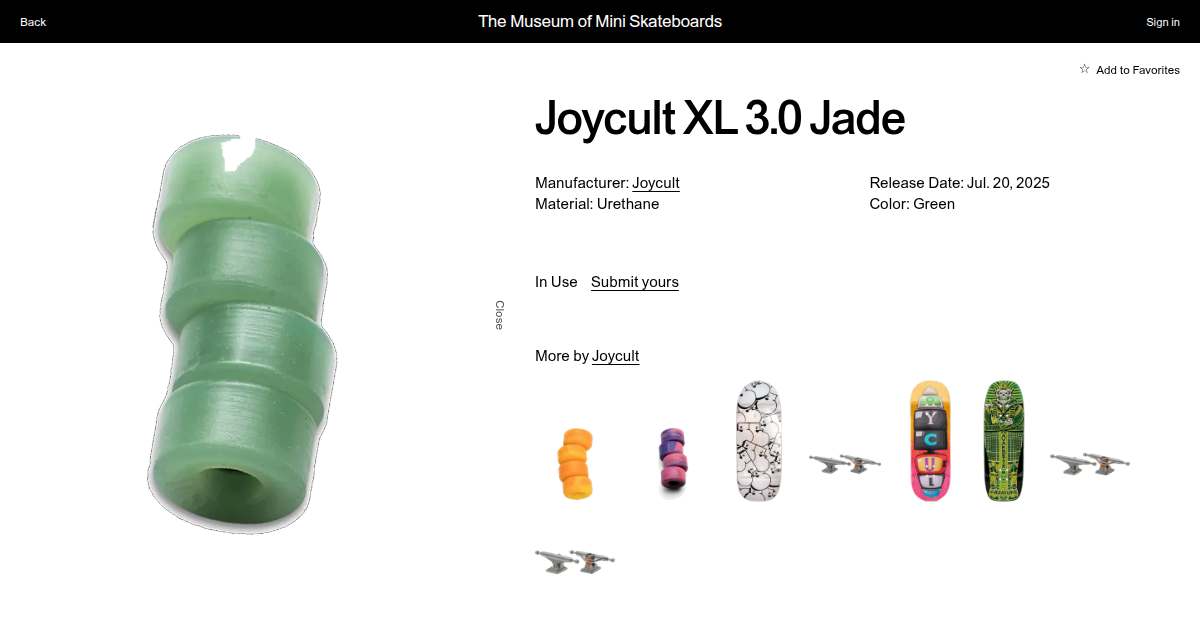 Back
The Museum of Mini Skateboards
Sign in
☆ Add to Favorites
Joycult XL 3.0 Jade
Manufacturer: Joycult
Release Date: Jul. 20, 2025
Material: Urethane
Color: Green
In Use Submit yours
Close
More by Joycult
Y
C
U
L